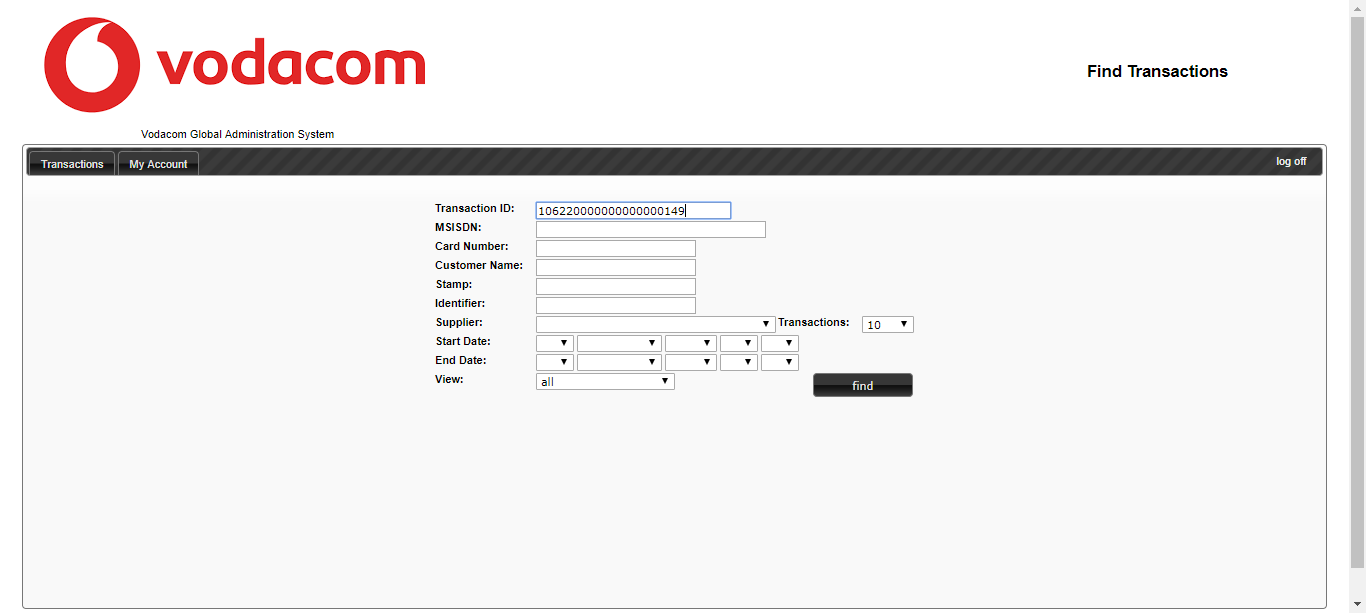 vodacom
Find Transactions
Vodacom Global Administration System
Transactions My Account log off
Transaction ID: 106220000000000000149
MSISDN:
Card Number:
Customer Name:
Stamp:
Identifier:
Supplier: Transactions: 10
Start Date:
End Date:
View: all
find